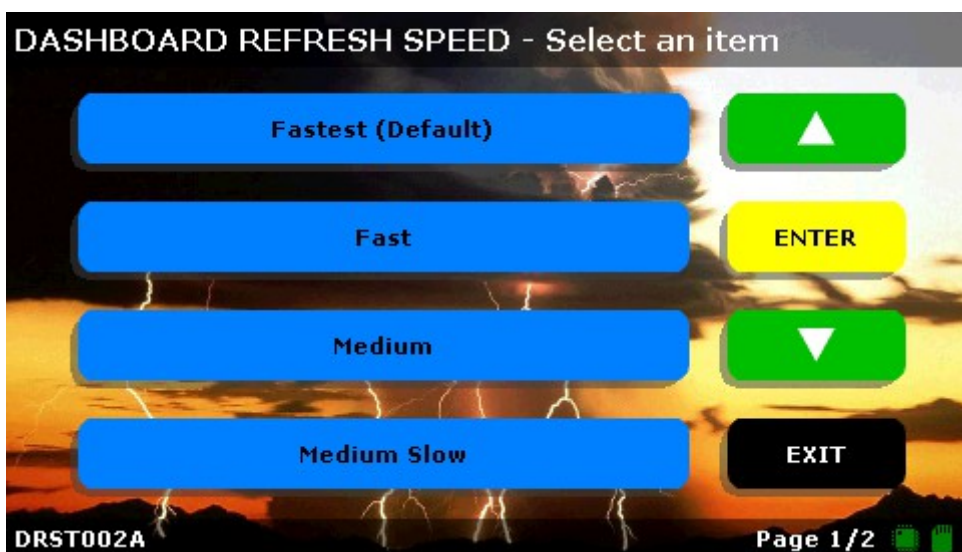 DASHBOARD REFRESH SPEED - Select an item
Fastest (Default)
Fast
ENTER
Medium
Medium Slow
EXIT
DRST002A
Page 1/2